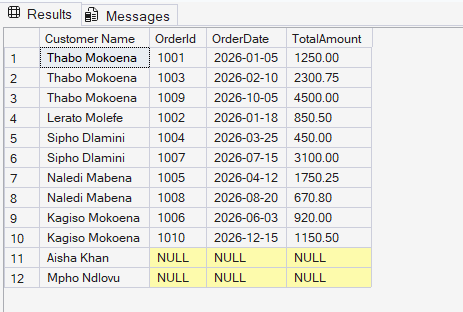 Results Messages
Customer Name OrderId OrderDate TotalAmount
1 Thabo Mokoena 1001 2026-01-05 1250.00
2 Thabo Mokoena 1003 2026-02-10 2300.75
3 Thabo Mokoena 1009 2026-10-05 4500.00
4 Lerato Molefe 1002 2026-01-18 850.50
5 Sipho Dlamini 1004 2026-03-25 450.00
6 Sipho Dlamini 1007 2026-07-15 3100.00
7 Naledi Mabena 1005 2026-04-12 1750.25
8 Naledi Mabena 1008 2026-08-20 670.80
9 Kagiso Mokoena 1006 2026-06-03 920.00
10 Kagiso Mokoena 1010 2026-12-15 1150.50
11 Aisha Khan NULL NULL NULL
12 Mpho Ndlovu NULL NULL NULL